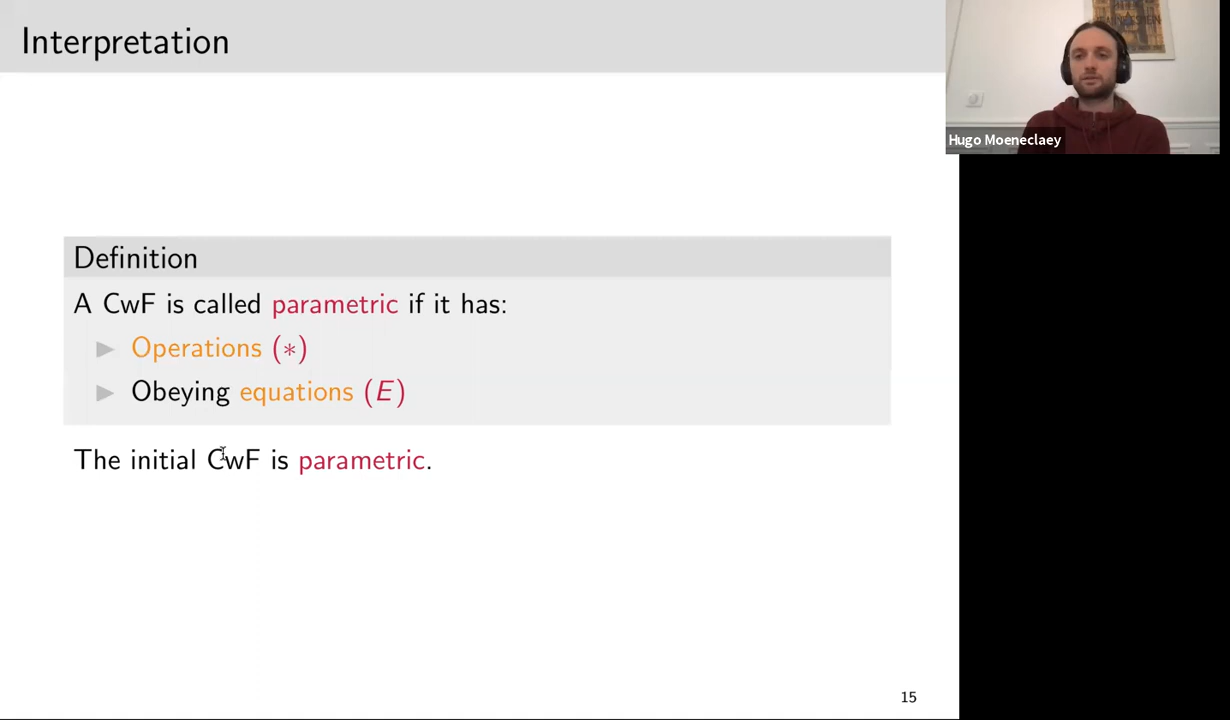 Interpretation
Hugo Moeneclaey
Definition
A CwF is called parametric if it has:
▶ Operations (∗)
▶ Obeying equations (E)
The initial CwF is parametric.
15